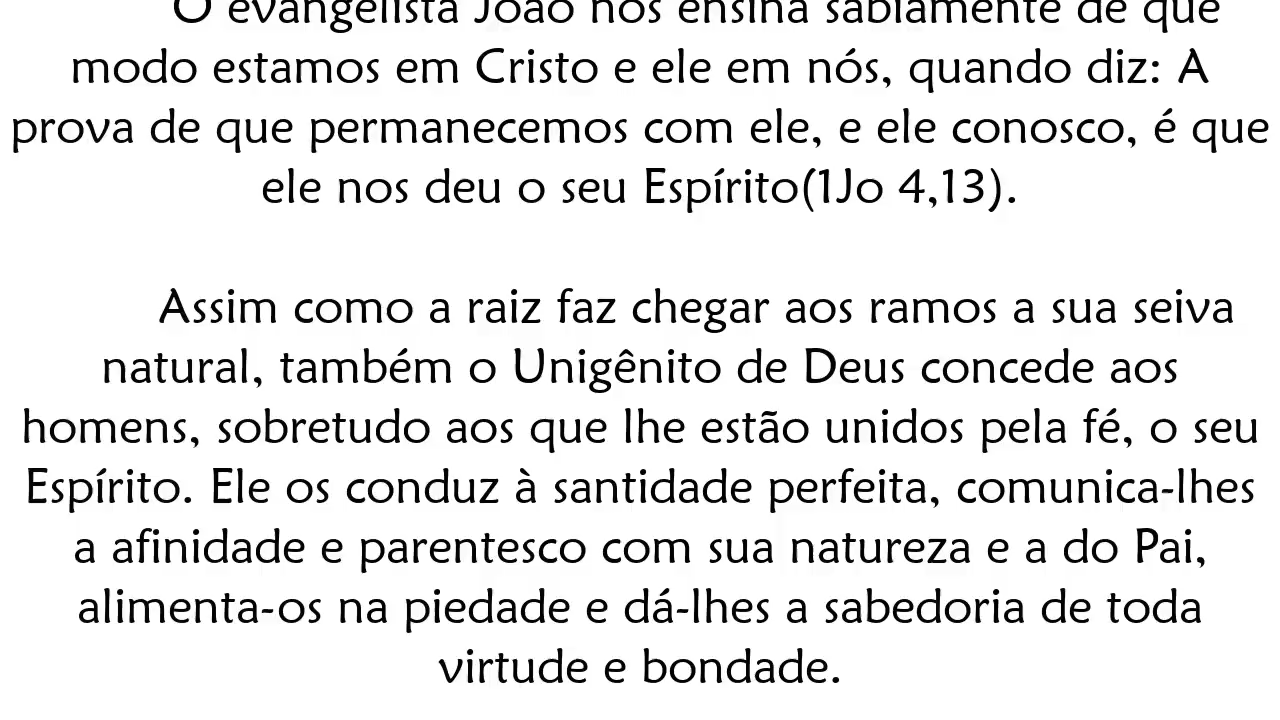 O evangelista João nos ensina sabiamente de que
modo estamos em Cristo e ele em nós, quando diz: A
prova de que permanecemos com ele, e ele conosco, é que
ele nos deu o seu Espírito(1Jo 4,13).
Assim como a raiz faz chegar aos ramos a sua seiva
natural, também o Unigênito de Deus concede aos
homens, sobretudo aos que lhe estão unidos pela fé, o seu
Espírito. Ele os conduz à santidade perfeita, comunica-lhes
a afinidade e parentesco com sua natureza e a do Pai,
alimenta-os na piedade e dá-lhes a sabedoria de toda
virtude e bondade.